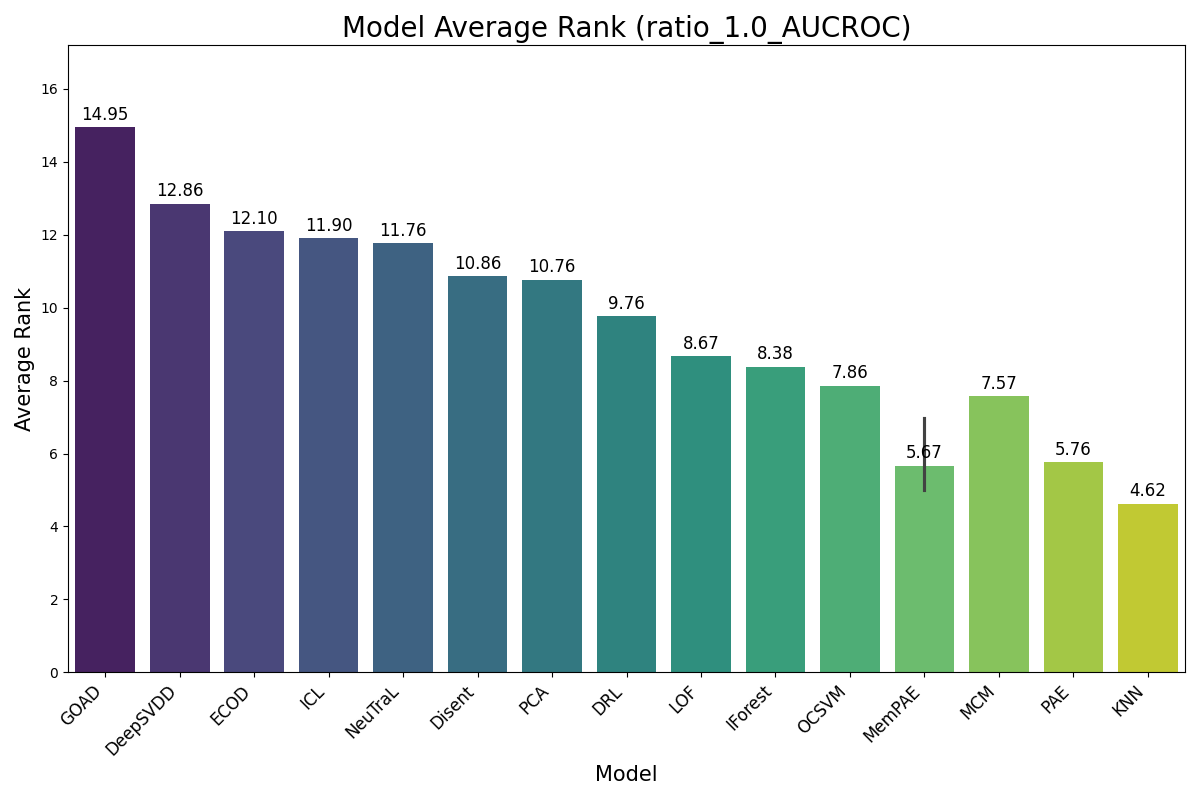 Model Average Rank (ratio_1.0_AUCROC)
Average Rank
16
14
12
10
8
6
4
2
0
14.95
12.86
12.10
11.90
11.76
10.86
10.76
9.76
8.67
8.38
7.86
5.67
7.57
5.76
4.62
GOAD
DeepSVDD
ECOD
ICL
NeuTraL
Disent
PCA
DRL
LOF
IForest
OCSVM
MemPAE
MCM
PAE
KNN
Model